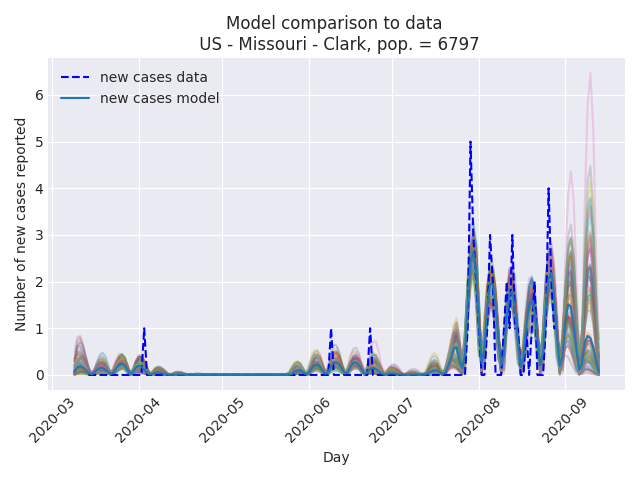 Model comparison to data
US - Missouri - Clark, pop. = 6797
new cases data
new cases model
Number of new cases reported
6
5
4
3
2
1
0
2020-03
2020-04
2020-05
2020-06
2020-07
2020-08
2020-09
Day